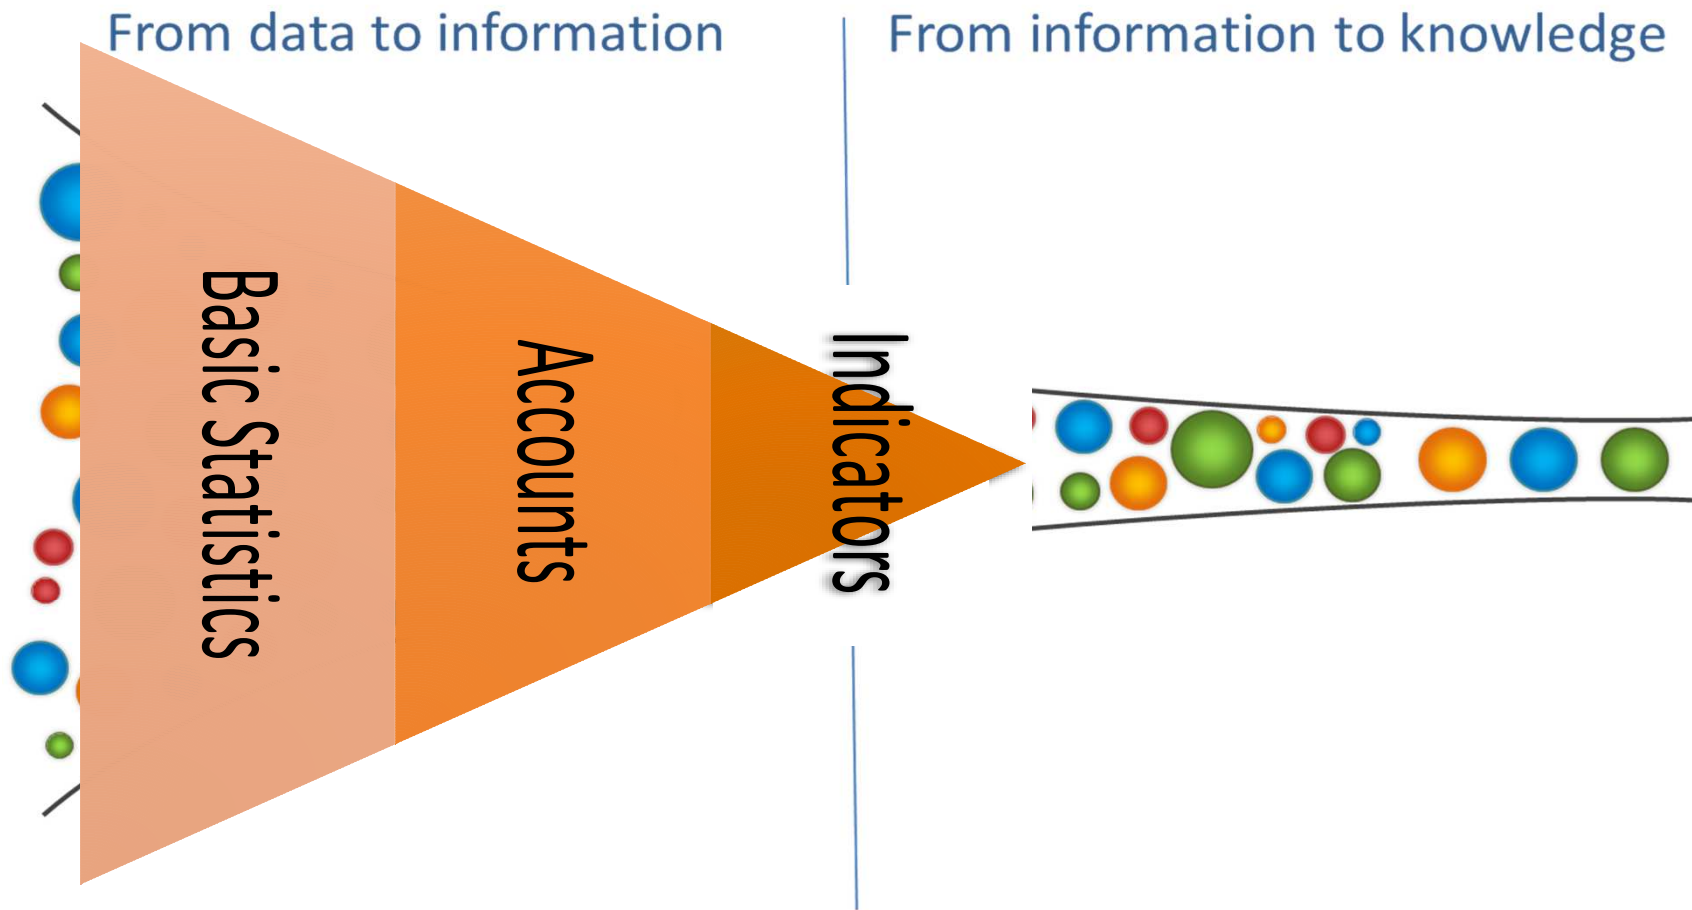 From data to information
From information to knowledge
Basic Statistics
Accounts
Indicators